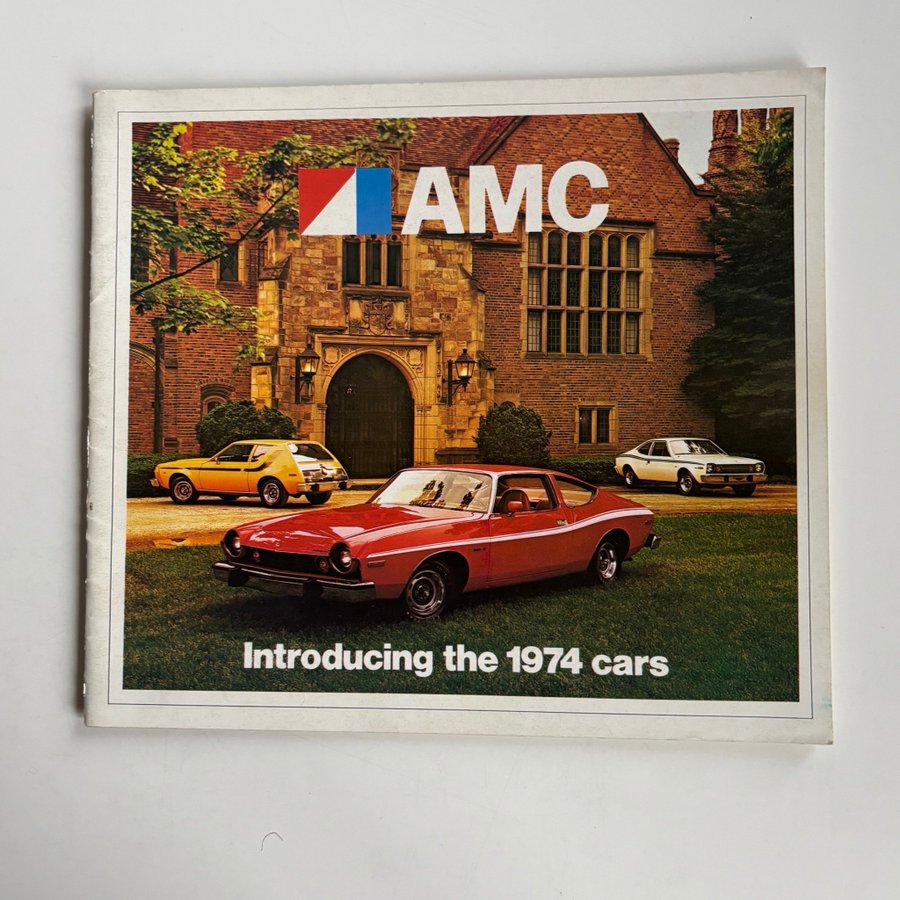 AMC
Introducing the 1974 cars